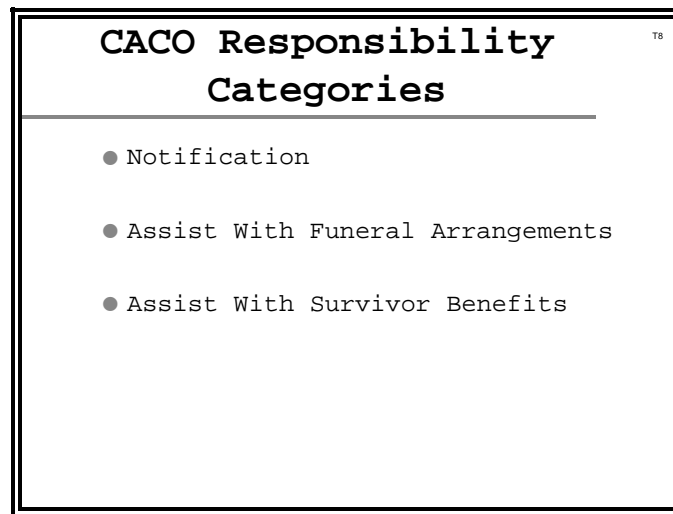 CACO Responsibility
T8
Categories
Notification
Assist With Funeral Arrangements
Assist With Survivor Benefits